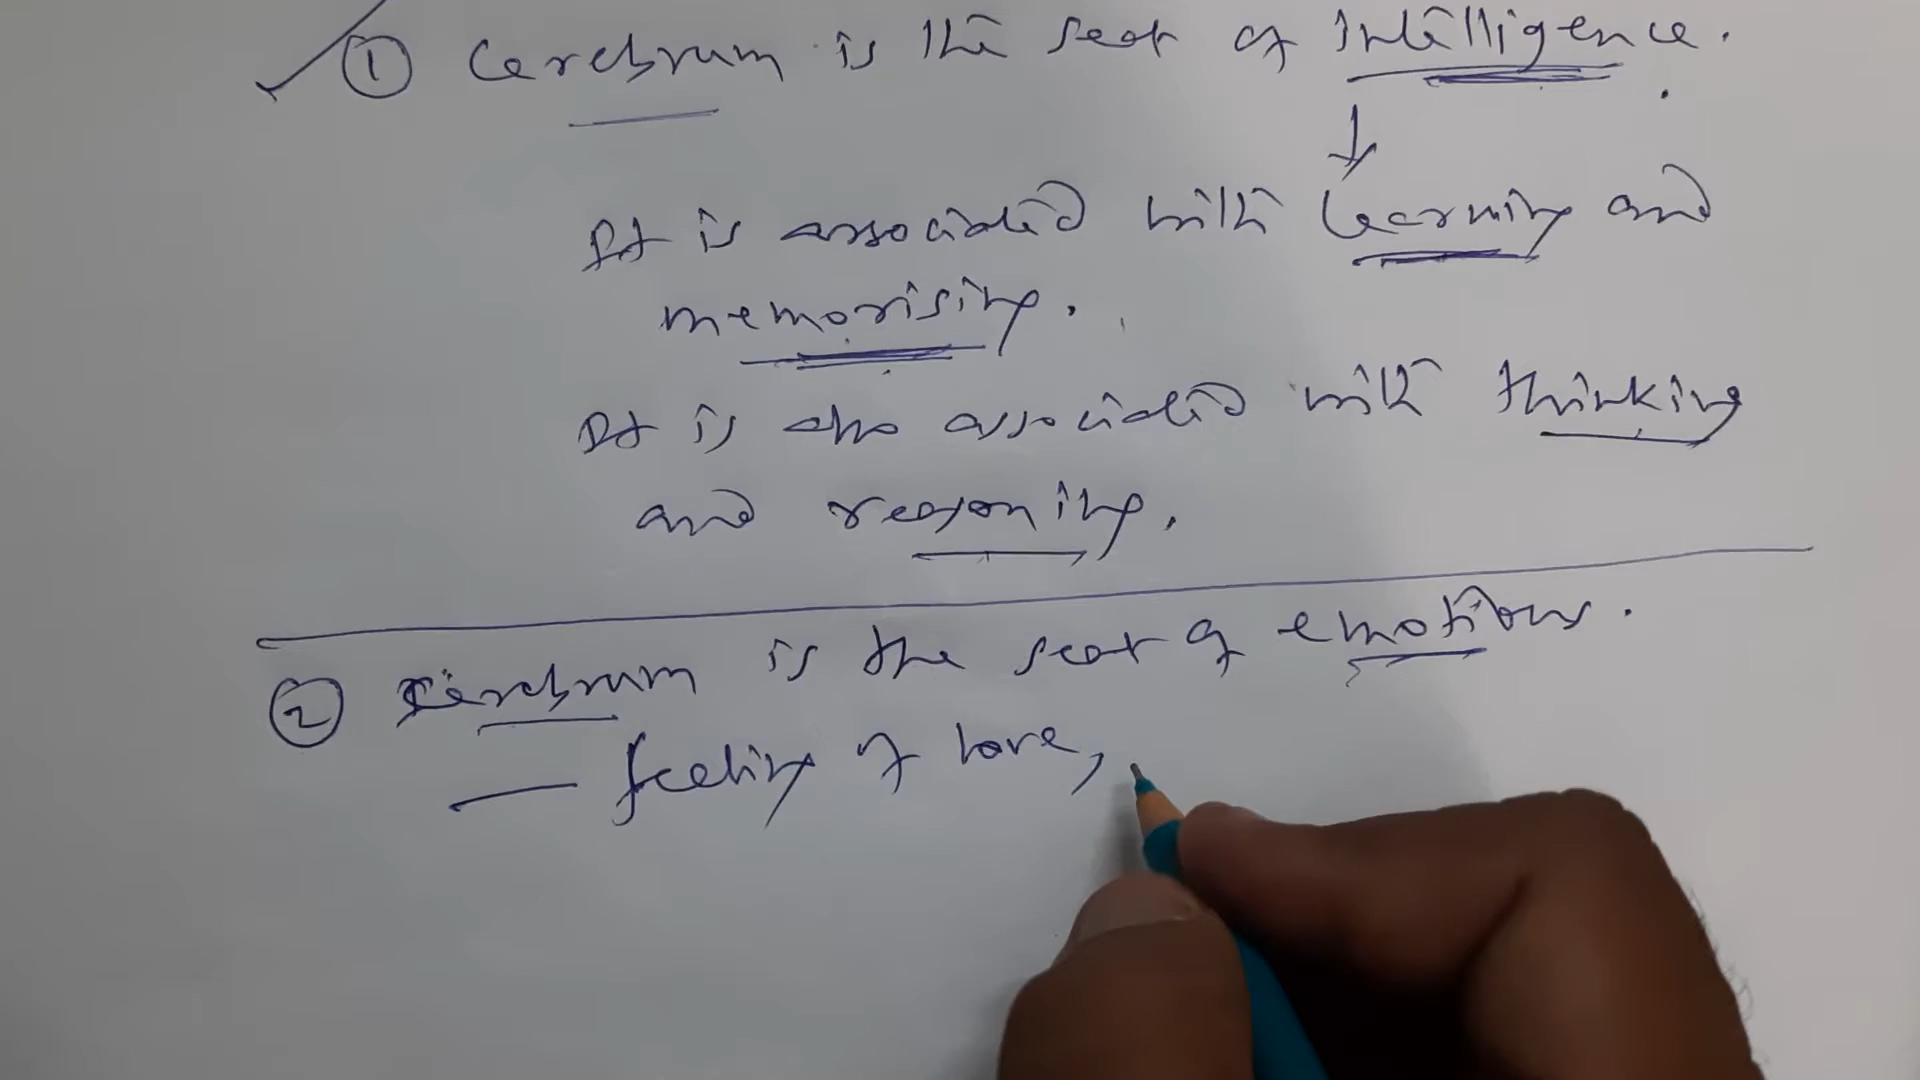 ① Cerebrum is the seat of intelligence.
↓
It is associated with learning and
memorising.
It is also associated with thinking
and reasoning.
② Cerebrum is the seat of emotions.
— feeling of love,